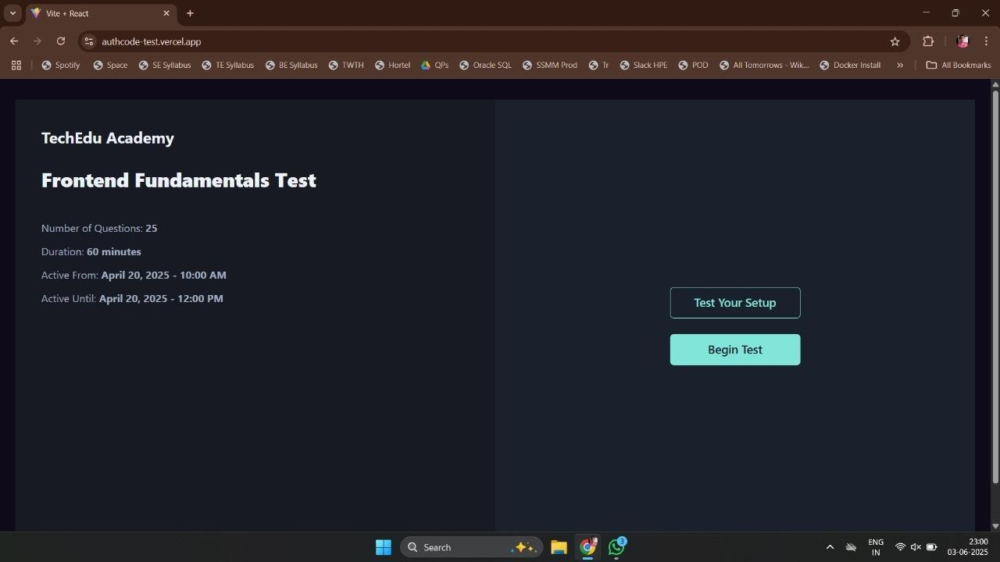 Vite + React
authcode-test.vercel.app
Spotify Space SE Syllabus TE Syllabus BE Syllabus TWTH Hortel QPs Oracle SQL SSMM Prod Tr Slack HPE POD All Tomorrows - Wik... Docker Install » All Bookmarks
TechEdu Academy
Frontend Fundamentals Test
Number of Questions: 25
Duration: 60 minutes
Active From: April 20, 2025 - 10:00 AM
Active Until: April 20, 2025 - 12:00 PM
Test Your Setup
Begin Test
Search
3
ENG
IN
23:00
03-06-2025